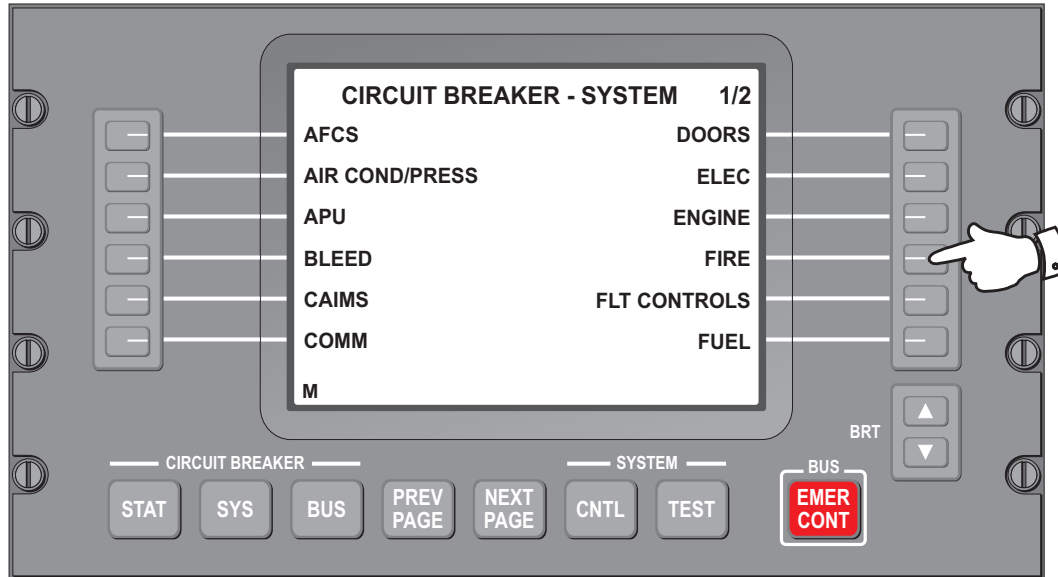 CIRCUIT BREAKER - SYSTEM 1/2
AFCS DOORS
AIR COND/PRESS ELEC
APU ENGINE
BLEED FIRE
CAIMS FLT CONTROLS
COMM FUEL
M
BRT
CIRCUIT BREAKER SYSTEM BUS
STAT SYS BUS PREV PAGE NEXT PAGE CNTL TEST EMER CONT